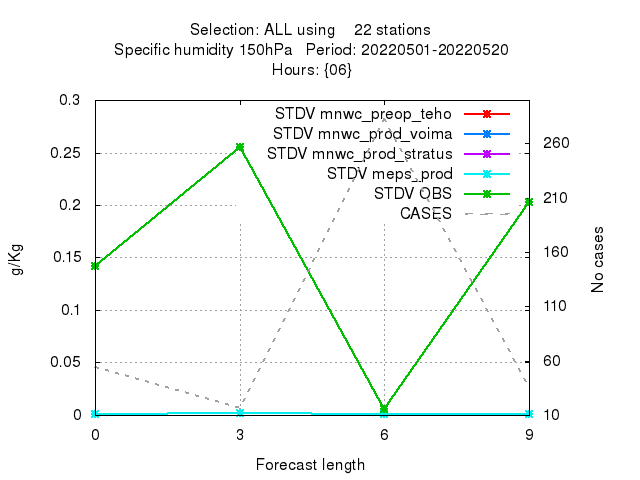 Selection: ALL using    22 stations
Specific humidity 150hPa   Period: 20220501-20220520
Hours: {06}
STDV mnwc_preop_teho
STDV mnwc_prod_voima
STDV mnwc_prod_stratus
STDV meps_prod
STDV OBS
CASES
0.3
0.25
0.2
0.15
0.1
0.05
0
g/Kg
260
210
160
110
60
10
No cases
0 3 6 9
Forecast length